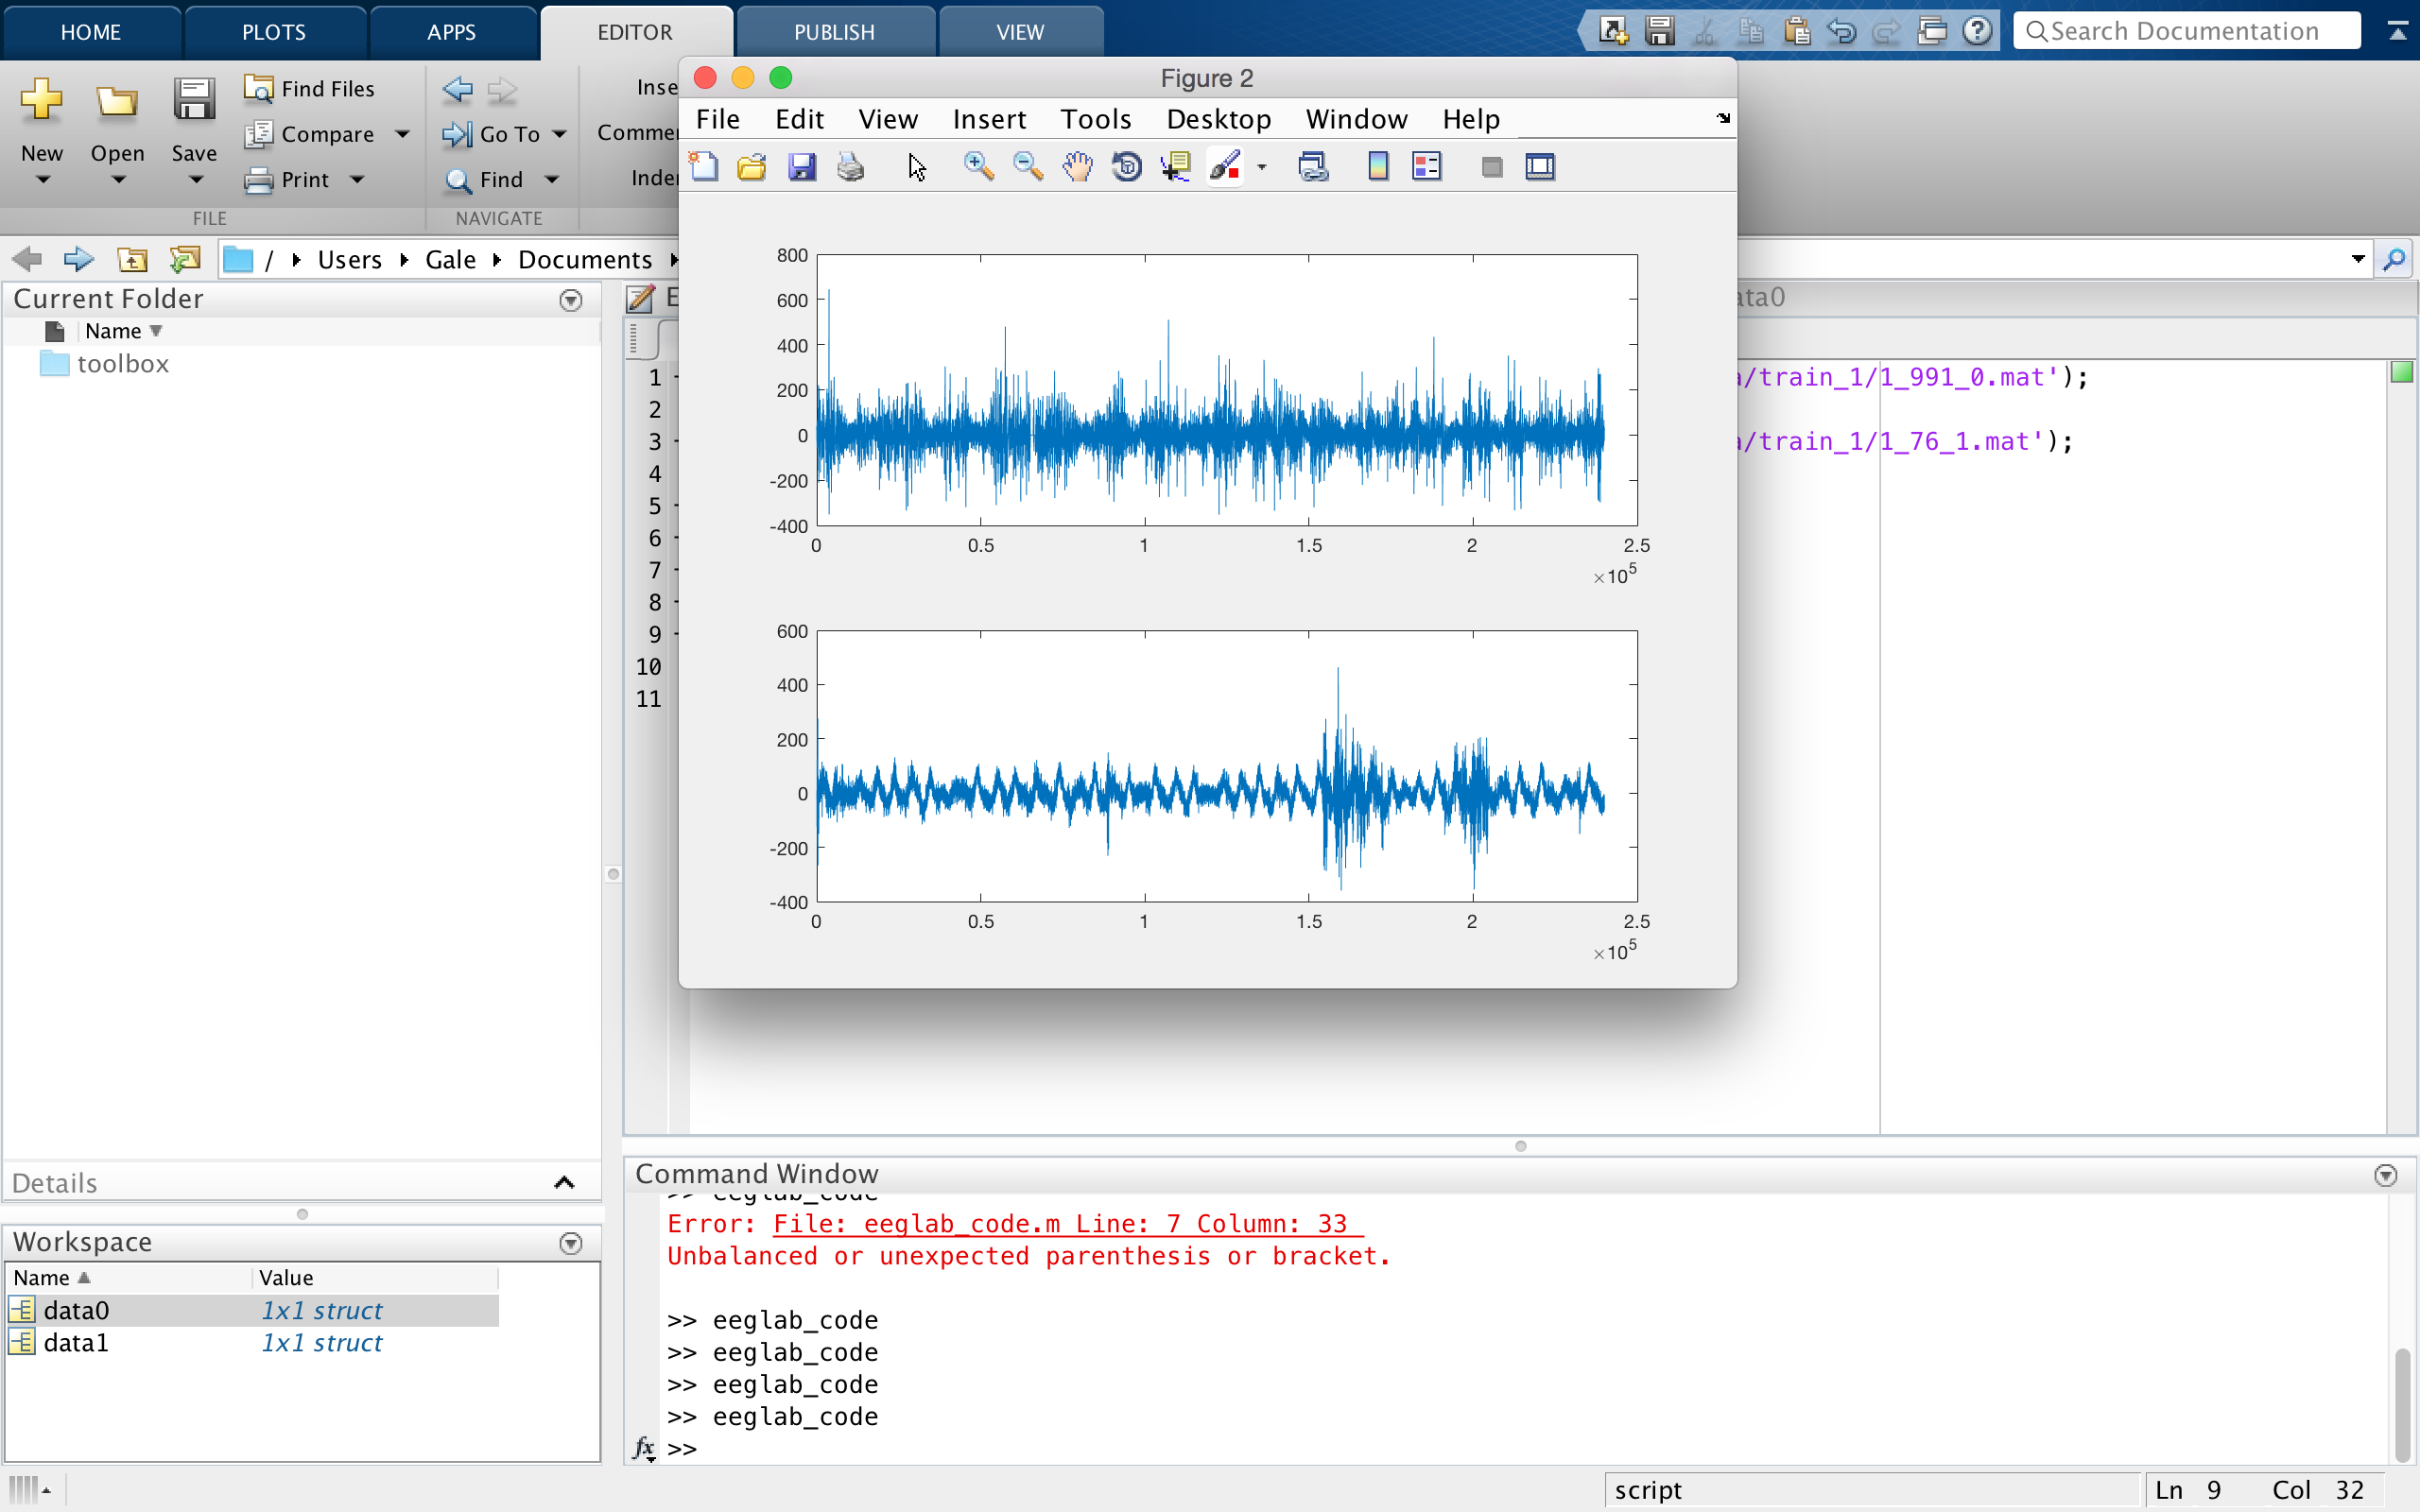 HOME PLOTS APPS EDITOR PUBLISH VIEW
Search Documentation
Figure 2
File Edit View Insert Tools Desktop Window Help
New Open Save
Find Files
Compare
Print
Go To
Find
FILE
NAVIGATE
/ Users Gale Documents
Current Folder
Name
toolbox
Details
Workspace
Name Value
data0 1x1 struct
data1 1x1 struct
800
600
400
200
0
-200
-400
0 0.5 1 1.5 2 2.5
×10^5
600
400
200
0
-200
-400
0 0.5 1 1.5 2 2.5
×10^5
1
2
3
4
5
6
7
8
9
10
11
/train_1/1_991_0.mat');
/train_1/1_76_1.mat');
Command Window
>> eeglab_code
Error: File: eeglab_code.m Line: 7 Column: 33
Unbalanced or unexpected parenthesis or bracket.
>> eeglab_code
>> eeglab_code
>> eeglab_code
>> eeglab_code
fx >>
script
Ln 9 Col 32